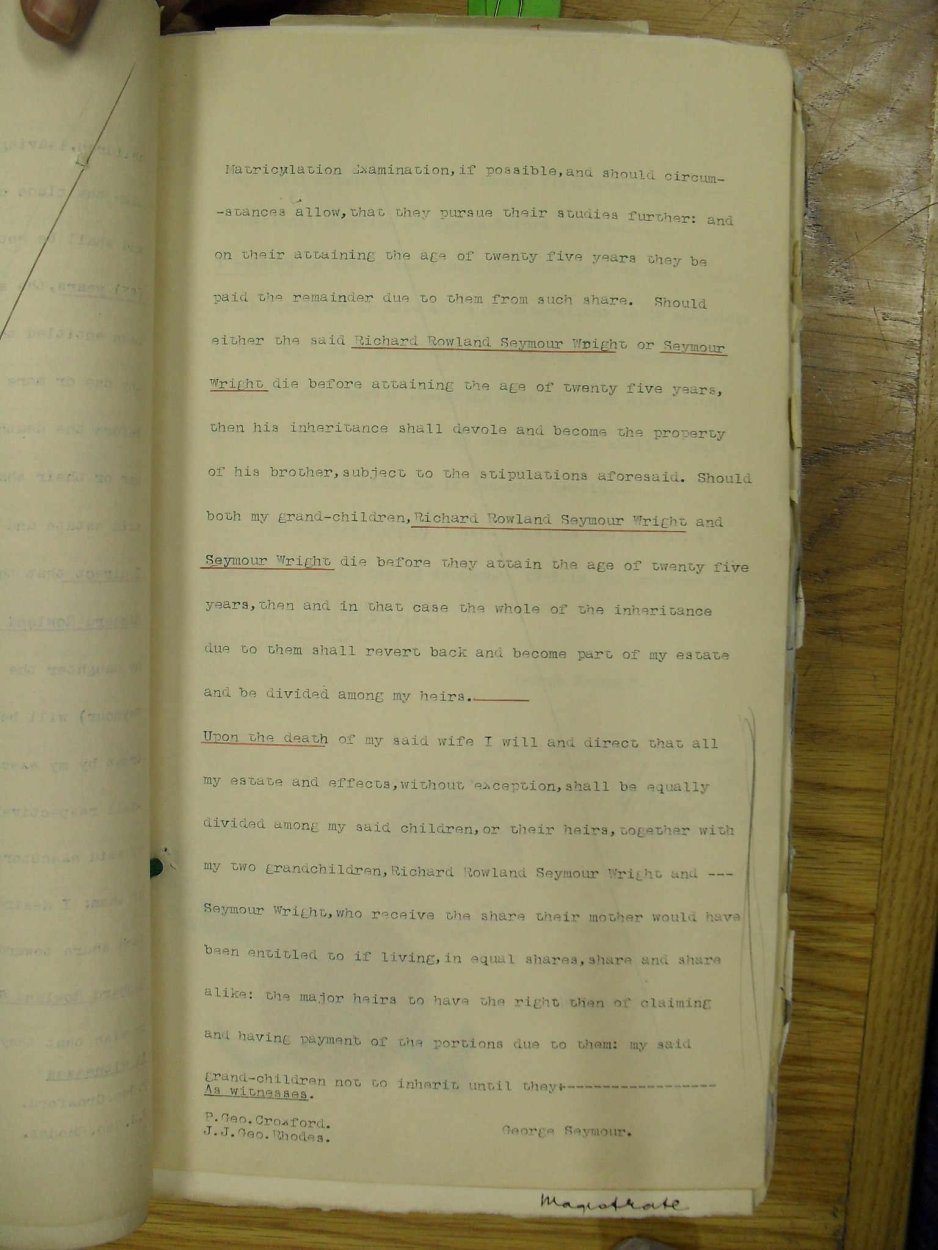 Matriculation Examination,if possible,and should circum-
-stances allow,that they pursue their studies further: and
on their attaining the age of twenty five years they be
paid the remainder due to them from such share.  Should
either the said Richard Rowland Seymour Wright or Seymour
Wright die before attaining the age of twenty five years,
then his inheritance shall devole and become the property
of his brother,subject to the stipulations aforesaid. Should
both my grand-children,Richard Rowland Seymour Wright and
Seymour Wright die before they attain the age of twenty five
years,then and in that case the whole of the inheritance
due to them shall revert back and become part of my estate
and be divided among my heirs.
Upon the death of my said wife I will and direct that all
my estate and effects,without exception,shall be equally
divided among my said children,or their heirs,together with
my two grandchildren,Richard Rowland Seymour Wright and ---
Seymour Wright,who receive the share their mother would have
been entitled to if living,in equal shares,share and share
alike: the major heirs to have the right then of claiming
and having payment of the portions due to them: my said
grand-children not to inherit until they:-----------------
As witnesses.
P.Geo.Croxford.
J.J.Geo.Rhodes.
George Seymour.
Magistrate